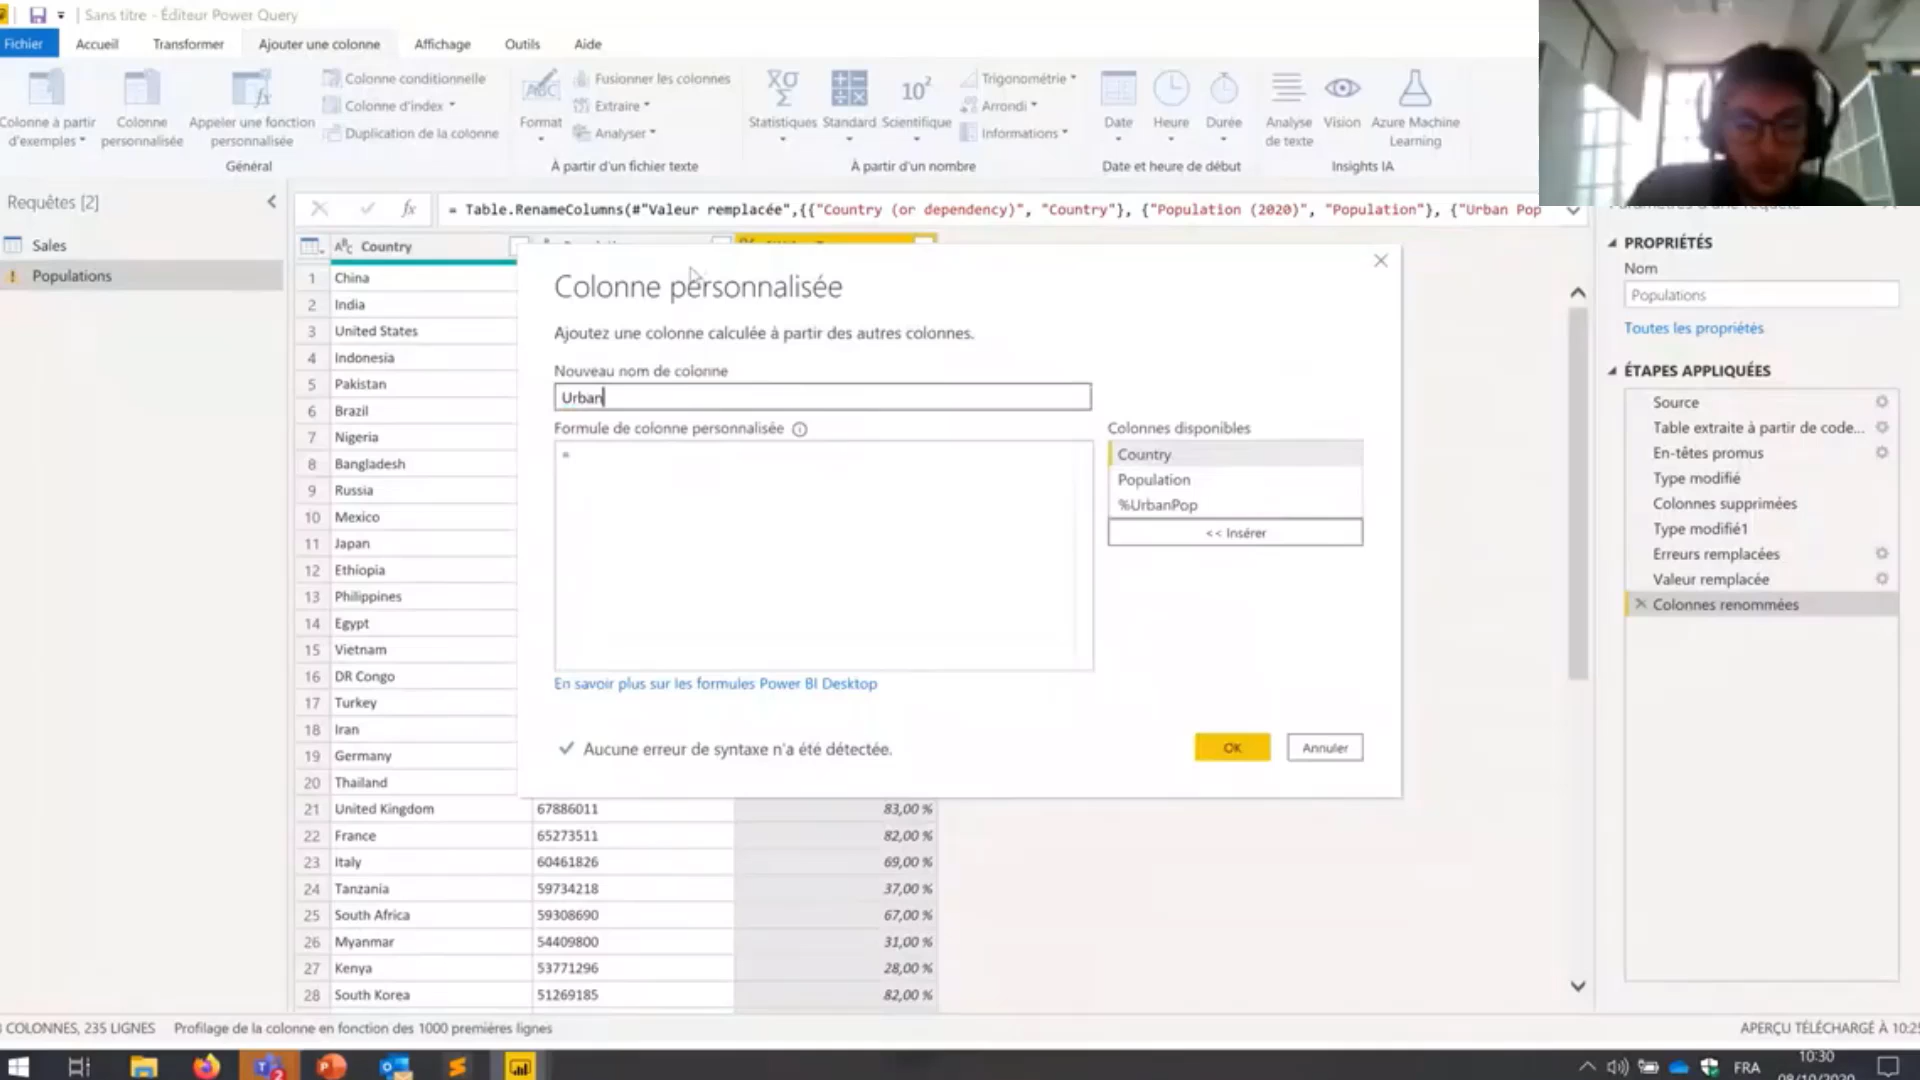 Sans titre - Éditeur Power Query
Fichier Accueil Transformer Ajouter une colonne Affichage Outils Aide
Colonne à partir d'exemples
Colonne personnalisée
Appeler une fonction personnalisée
Colonne conditionnelle
Colonne d'index
Duplication de la colonne
Général
Format
Fusionner les colonnes
Extraire
Analyser
À partir d'un fichier texte
Statistiques Standard Scientifique
Trigonométrie
Arrondi
Informations
À partir d'un nombre
Date Heure Durée
Date et heure de début
Analyse de texte
Vision
Azure Machine Learning
Insights IA
Requêtes [2]
Sales
Populations
= Table.RenameColumns(#"Valeur remplacée",{{"Country (or dependency)", "Country"}, {"Population (2020)", "Population"}, {"Urban Pop
Country
1 China
2 India
3 United States
4 Indonesia
5 Pakistan
6 Brazil
7 Nigeria
8 Bangladesh
9 Russia
10 Mexico
11 Japan
12 Ethiopia
13 Philippines
14 Egypt
15 Vietnam
16 DR Congo
17 Turkey
18 Iran
19 Germany
20 Thailand
21 United Kingdom 67886011 83,00 %
22 France 65273511 82,00 %
23 Italy 60461826 69,00 %
24 Tanzania 59734218 37,00 %
25 South Africa 59308690 67,00 %
26 Myanmar 54409800 31,00 %
27 Kenya 53771296 28,00 %
28 South Korea 51269185 82,00 %
Colonne personnalisée
Ajoutez une colonne calculée à partir des autres colonnes.
Nouveau nom de colonne
Urban
Formule de colonne personnalisée
=
Colonnes disponibles
Country
Population
%UrbanPop
<< Insérer
En savoir plus sur les formules Power BI Desktop
Aucune erreur de syntaxe n'a été détectée.
OK Annuler
PROPRIÉTÉS
Nom
Populations
Toutes les propriétés
ÉTAPES APPLIQUÉES
Source
Table extraite à partir de code...
En-têtes promus
Type modifié
Colonnes supprimées
Type modifié1
Erreurs remplacées
Valeur remplacée
Colonnes renommées
COLONNES, 235 LIGNES Profilage de la colonne en fonction des 1000 premières lignes
APERÇU TÉLÉCHARGÉ À 10:25
FRA
10:30